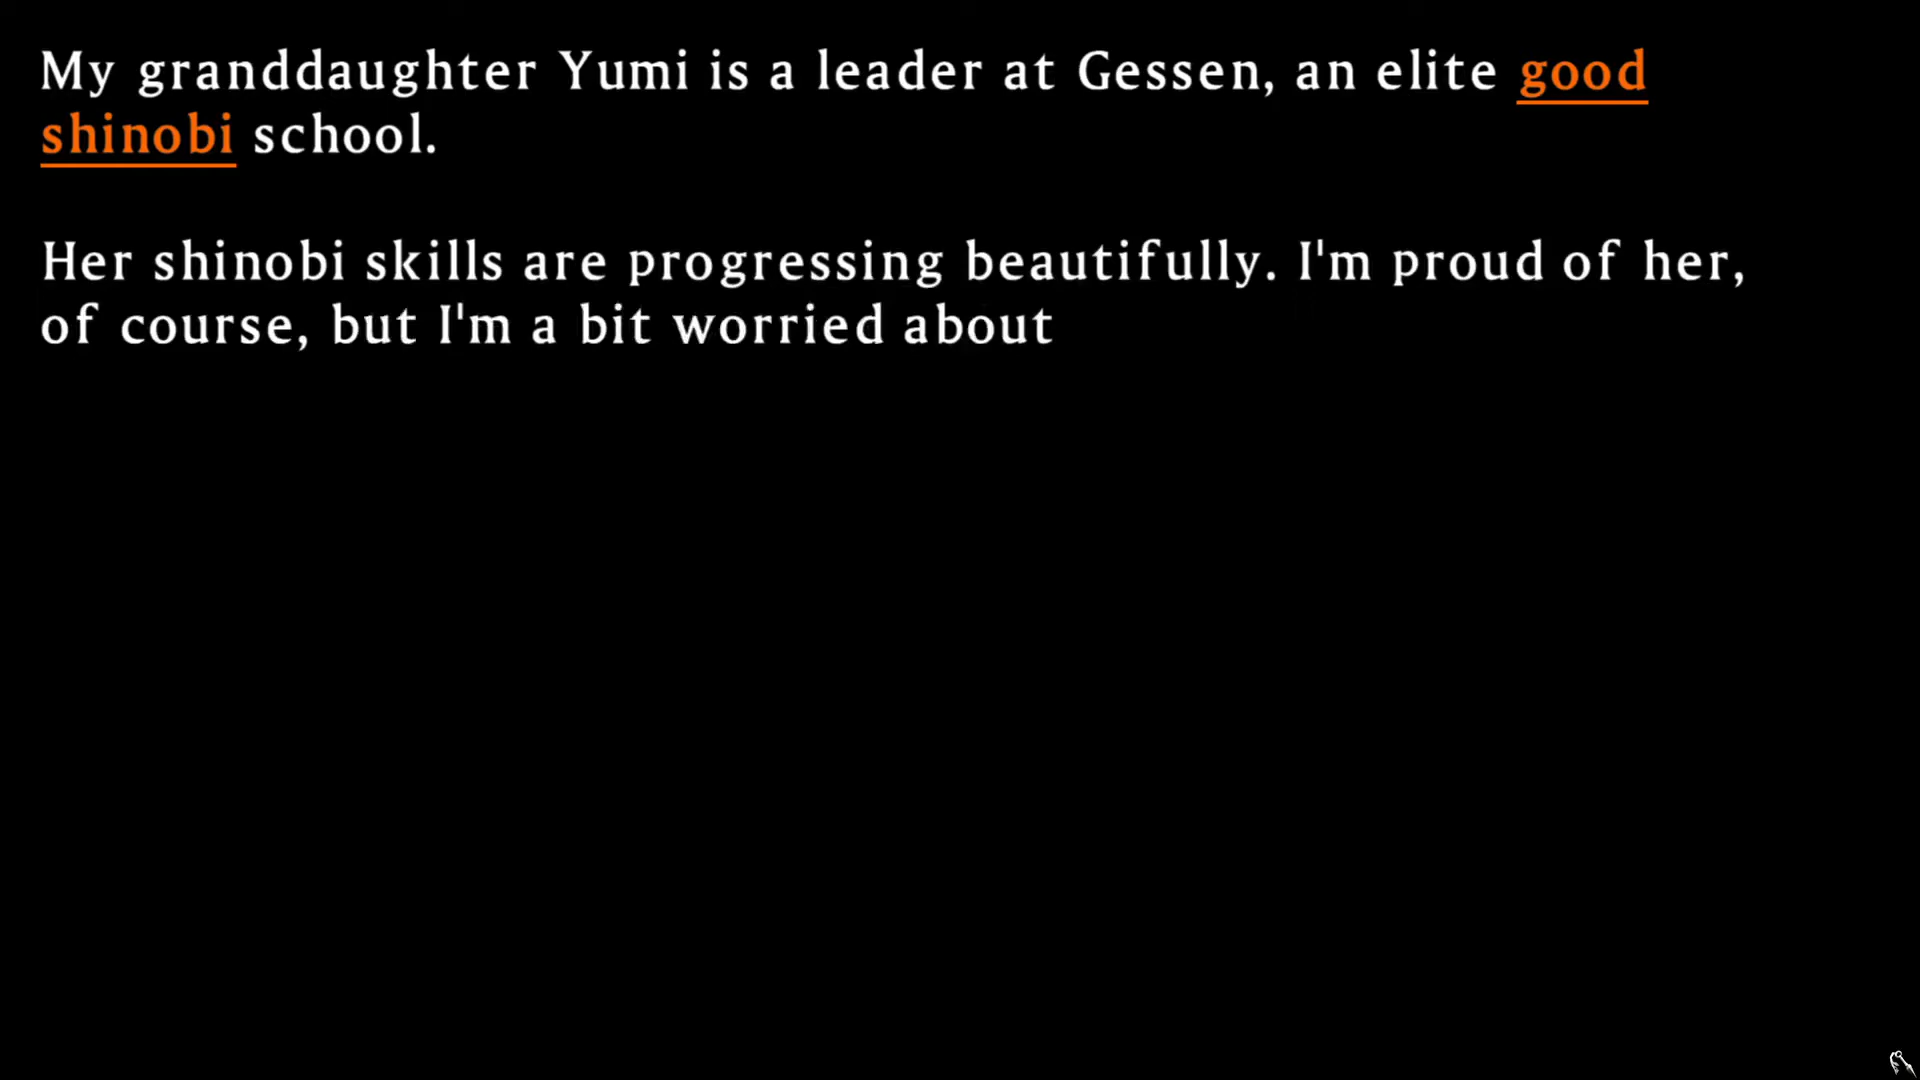 My granddaughter Yumi is a leader at Gessen, an elite good
shinobi school.
Her shinobi skills are progressing beautifully. I'm proud of her,
of course, but I'm a bit worried about